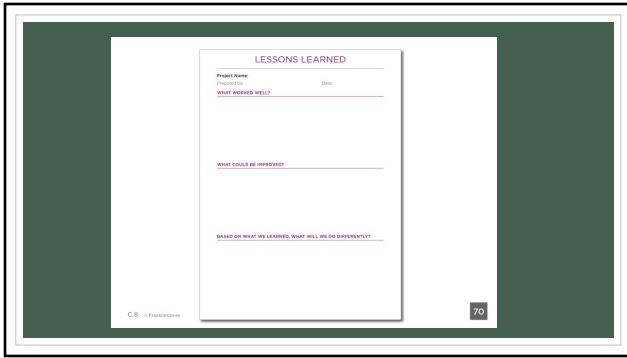 LESSONS LEARNED
Project Name:
Prepared by: Date:
WHAT WORKED WELL?
WHAT COULD BE IMPROVED?
BASED ON WHAT WE LEARNED, WHAT WILL WE DO DIFFERENTLY?
C.8 © FranklinCovey 70